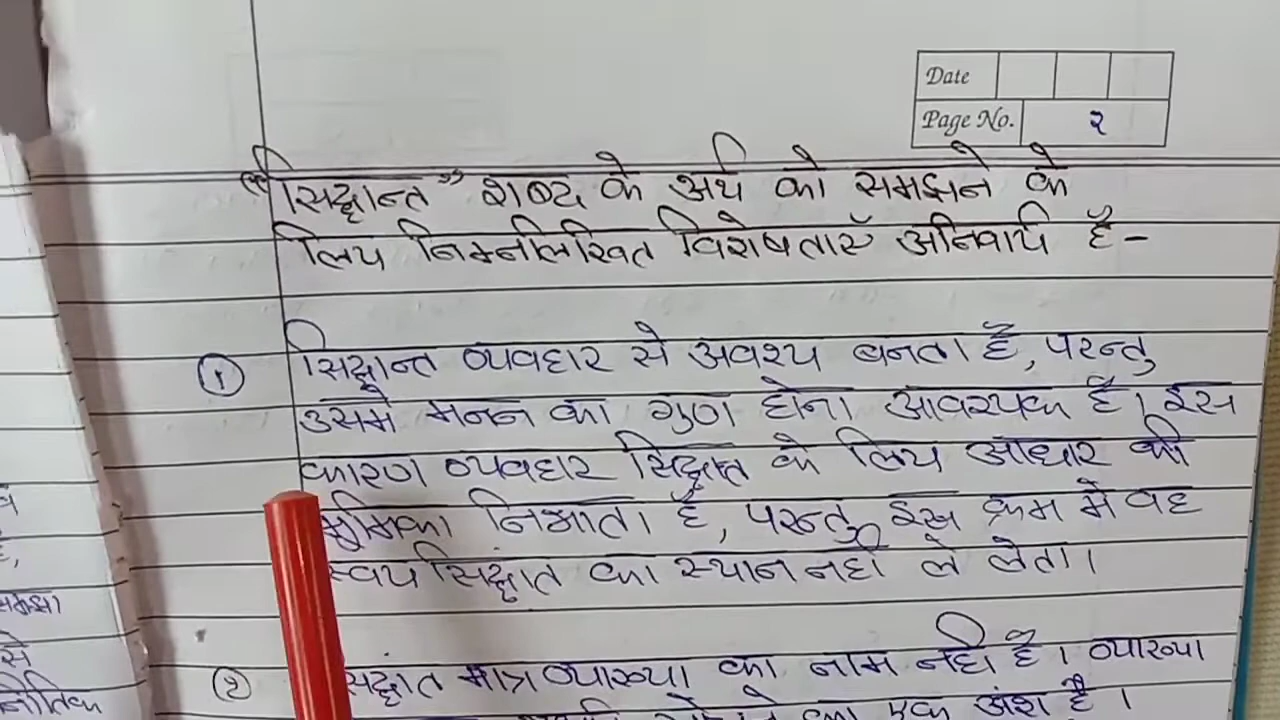 Date
Page No. २
"सिद्धान्त" शब्द के अर्थ को समझने के
लिय निम्नलिखित विशेषताएँ अनिवार्य है -
① सिद्धान्त व्यवहार से अवश्य बनता है, परन्तु
उसमे मनन का गुण होना आवश्यक है। इस
कारण व्यवहार सिद्धांत के लिय आधार की
भूमिका निभाता है, परन्तु इस क्रम मे वह
स्वयं सिद्धांत का स्थान नही ले लेता।
② सिद्धांत मात्र व्याख्या का नाम नही है। व्याख्या
का एक अंश है।
से